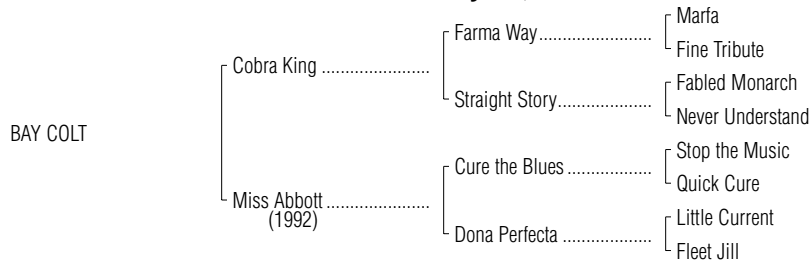 Marfa
Farma Way........................
Fine Tribute
Cobra King .......................
Fabled Monarch
Straight Story....................
Never Understand
BAY COLT
Stop the Music
Cure the Blues ..................
Quick Cure
Miss Abbott ......................
(1992)
Little Current
Dona Perfecta ...................
Fleet Jill